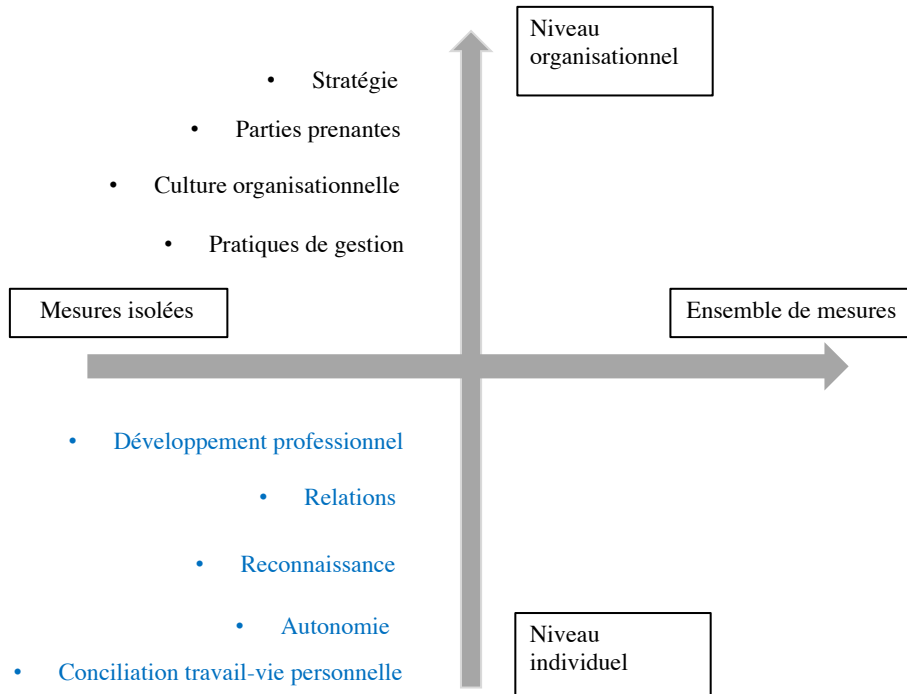 Niveau
organisationnel
• Stratégie
• Parties prenantes
• Culture organisationnelle
• Pratiques de gestion
Mesures isolées
Ensemble de mesures
• Développement professionnel
• Relations
• Reconnaissance
• Autonomie
Niveau
individuel
• Conciliation travail-vie personnelle